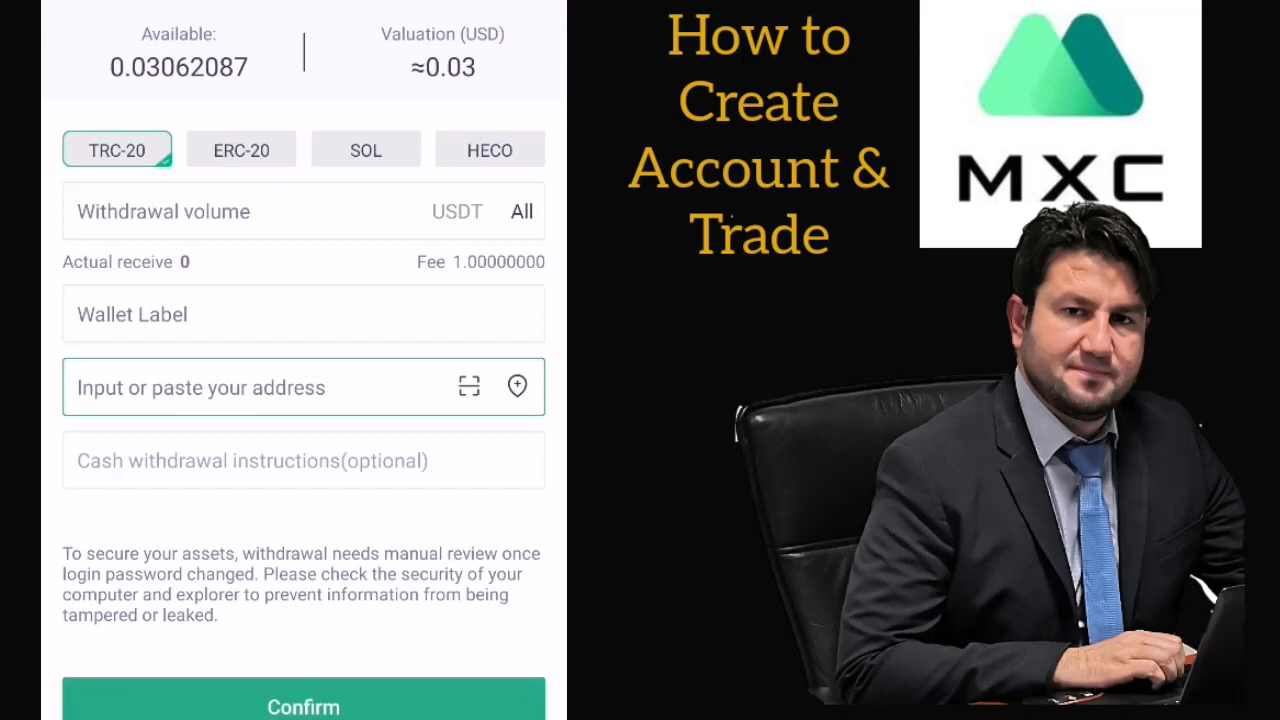 Available:
0.03062087
Valuation (USD)
≈0.03
TRC-20
ERC-20
SOL
HECO
Withdrawal volume
USDT
All
Actual receive 0
Fee 1.00000000
Wallet Label
Input or paste your address
Cash withdrawal instructions(optional)
To secure your assets, withdrawal needs manual review once
login password changed. Please check the security of your
computer and explorer to prevent information from being
tampered or leaked.
Confirm
How to
Create
Account &
Trade
MXC